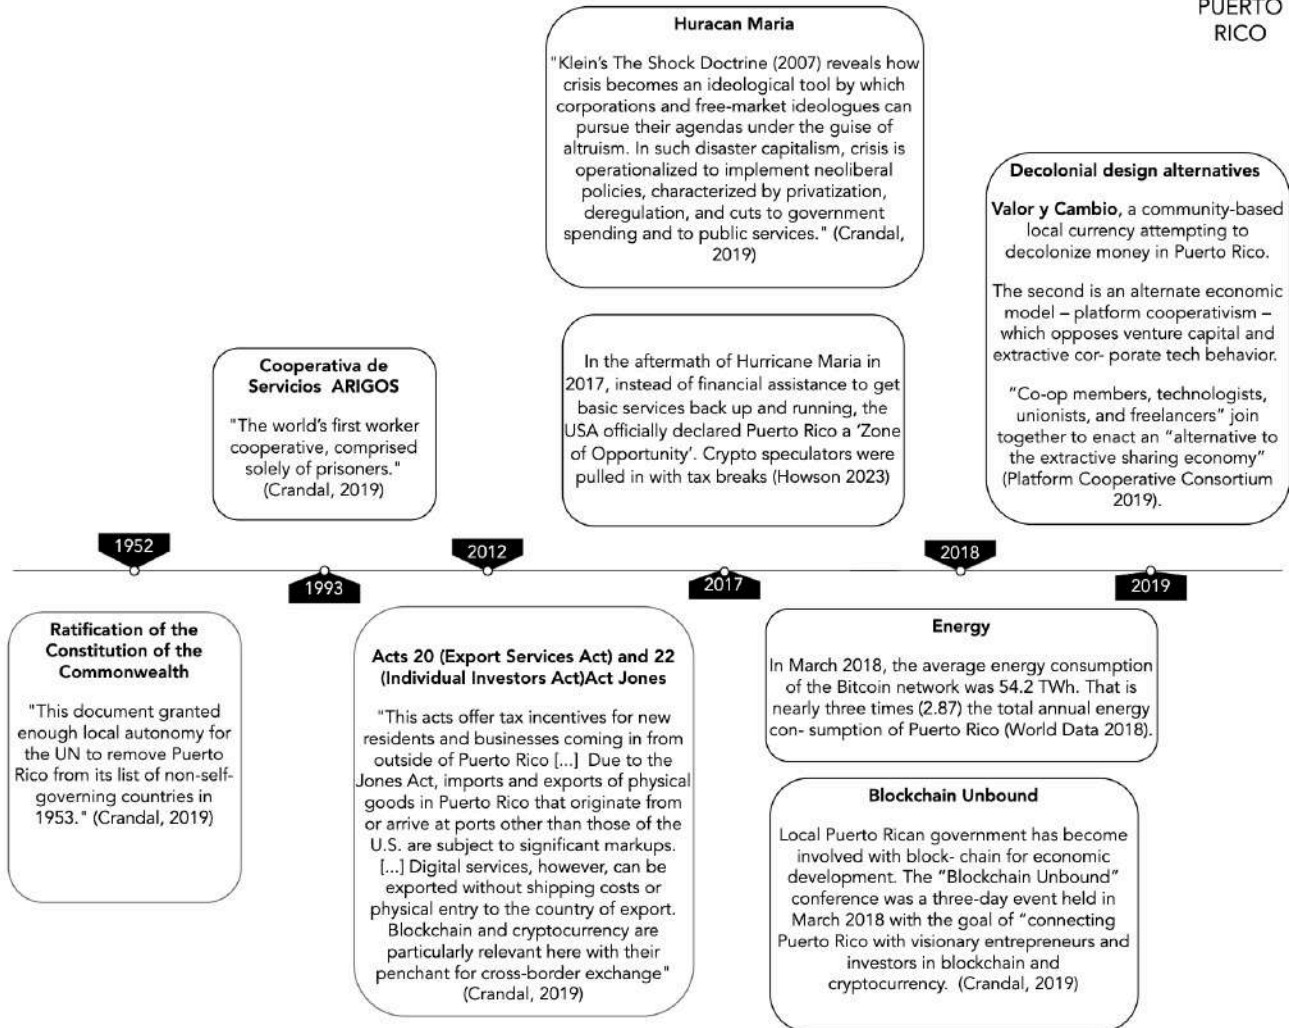 PUERTO
RICO
Huracan Maria
"Klein's The Shock Doctrine (2007) reveals how
crisis becomes an ideological tool by which
corporations and free-market ideologues can
pursue their agendas under the guise of
altruism. In such disaster capitalism, crisis is
operationalized to implement neoliberal
policies, characterized by privatization,
deregulation, and cuts to government
spending and to public services." (Crandal,
2019)
Decolonial design alternatives
Valor y Cambio, a community-based
local currency attempting to
decolonize money in Puerto Rico.
The second is an alternate economic
model – platform cooperativism –
which opposes venture capital and
extractive cor- porate tech behavior.
“Co-op members, technologists,
unionists, and freelancers” join
together to enact an “alternative to
the extractive sharing economy”
(Platform Cooperative Consortium
2019).
Cooperativa de
Servicios ARIGOS
"The world's first worker
cooperative, comprised
solely of prisoners."
(Crandal, 2019)
In the aftermath of Hurricane Maria in
2017, instead of financial assistance to get
basic services back up and running, the
USA officially declared Puerto Rico a ‘Zone
of Opportunity’. Crypto speculators were
pulled in with tax breaks (Howson 2023)
1952
1993
2012
2017
2018
2019
Ratification of the
Constitution of the
Commonwealth
"This document granted
enough local autonomy for
the UN to remove Puerto
Rico from its list of non-self-
governing countries in
1953." (Crandal, 2019)
Acts 20 (Export Services Act) and 22
(Individual Investors Act)Act Jones
"This acts offer tax incentives for new
residents and businesses coming in from
outside of Puerto Rico [...] Due to the
Jones Act, imports and exports of physical
goods in Puerto Rico that originate from
or arrive at ports other than those of the
U.S. are subject to significant markups.
[...] Digital services, however, can be
exported without shipping costs or
physical entry to the country of export.
Blockchain and cryptocurrency are
particularly relevant here with their
penchant for cross-border exchange"
(Crandal, 2019)
Energy
In March 2018, the average energy consumption
of the Bitcoin network was 54.2 TWh. That is
nearly three times (2.87) the total annual energy
con- sumption of Puerto Rico (World Data 2018).
Blockchain Unbound
Local Puerto Rican government has become
involved with block- chain for economic
development. The “Blockchain Unbound”
conference was a three-day event held in
March 2018 with the goal of “connecting
Puerto Rico with visionary entrepreneurs and
investors in blockchain and
cryptocurrency. (Crandal, 2019)